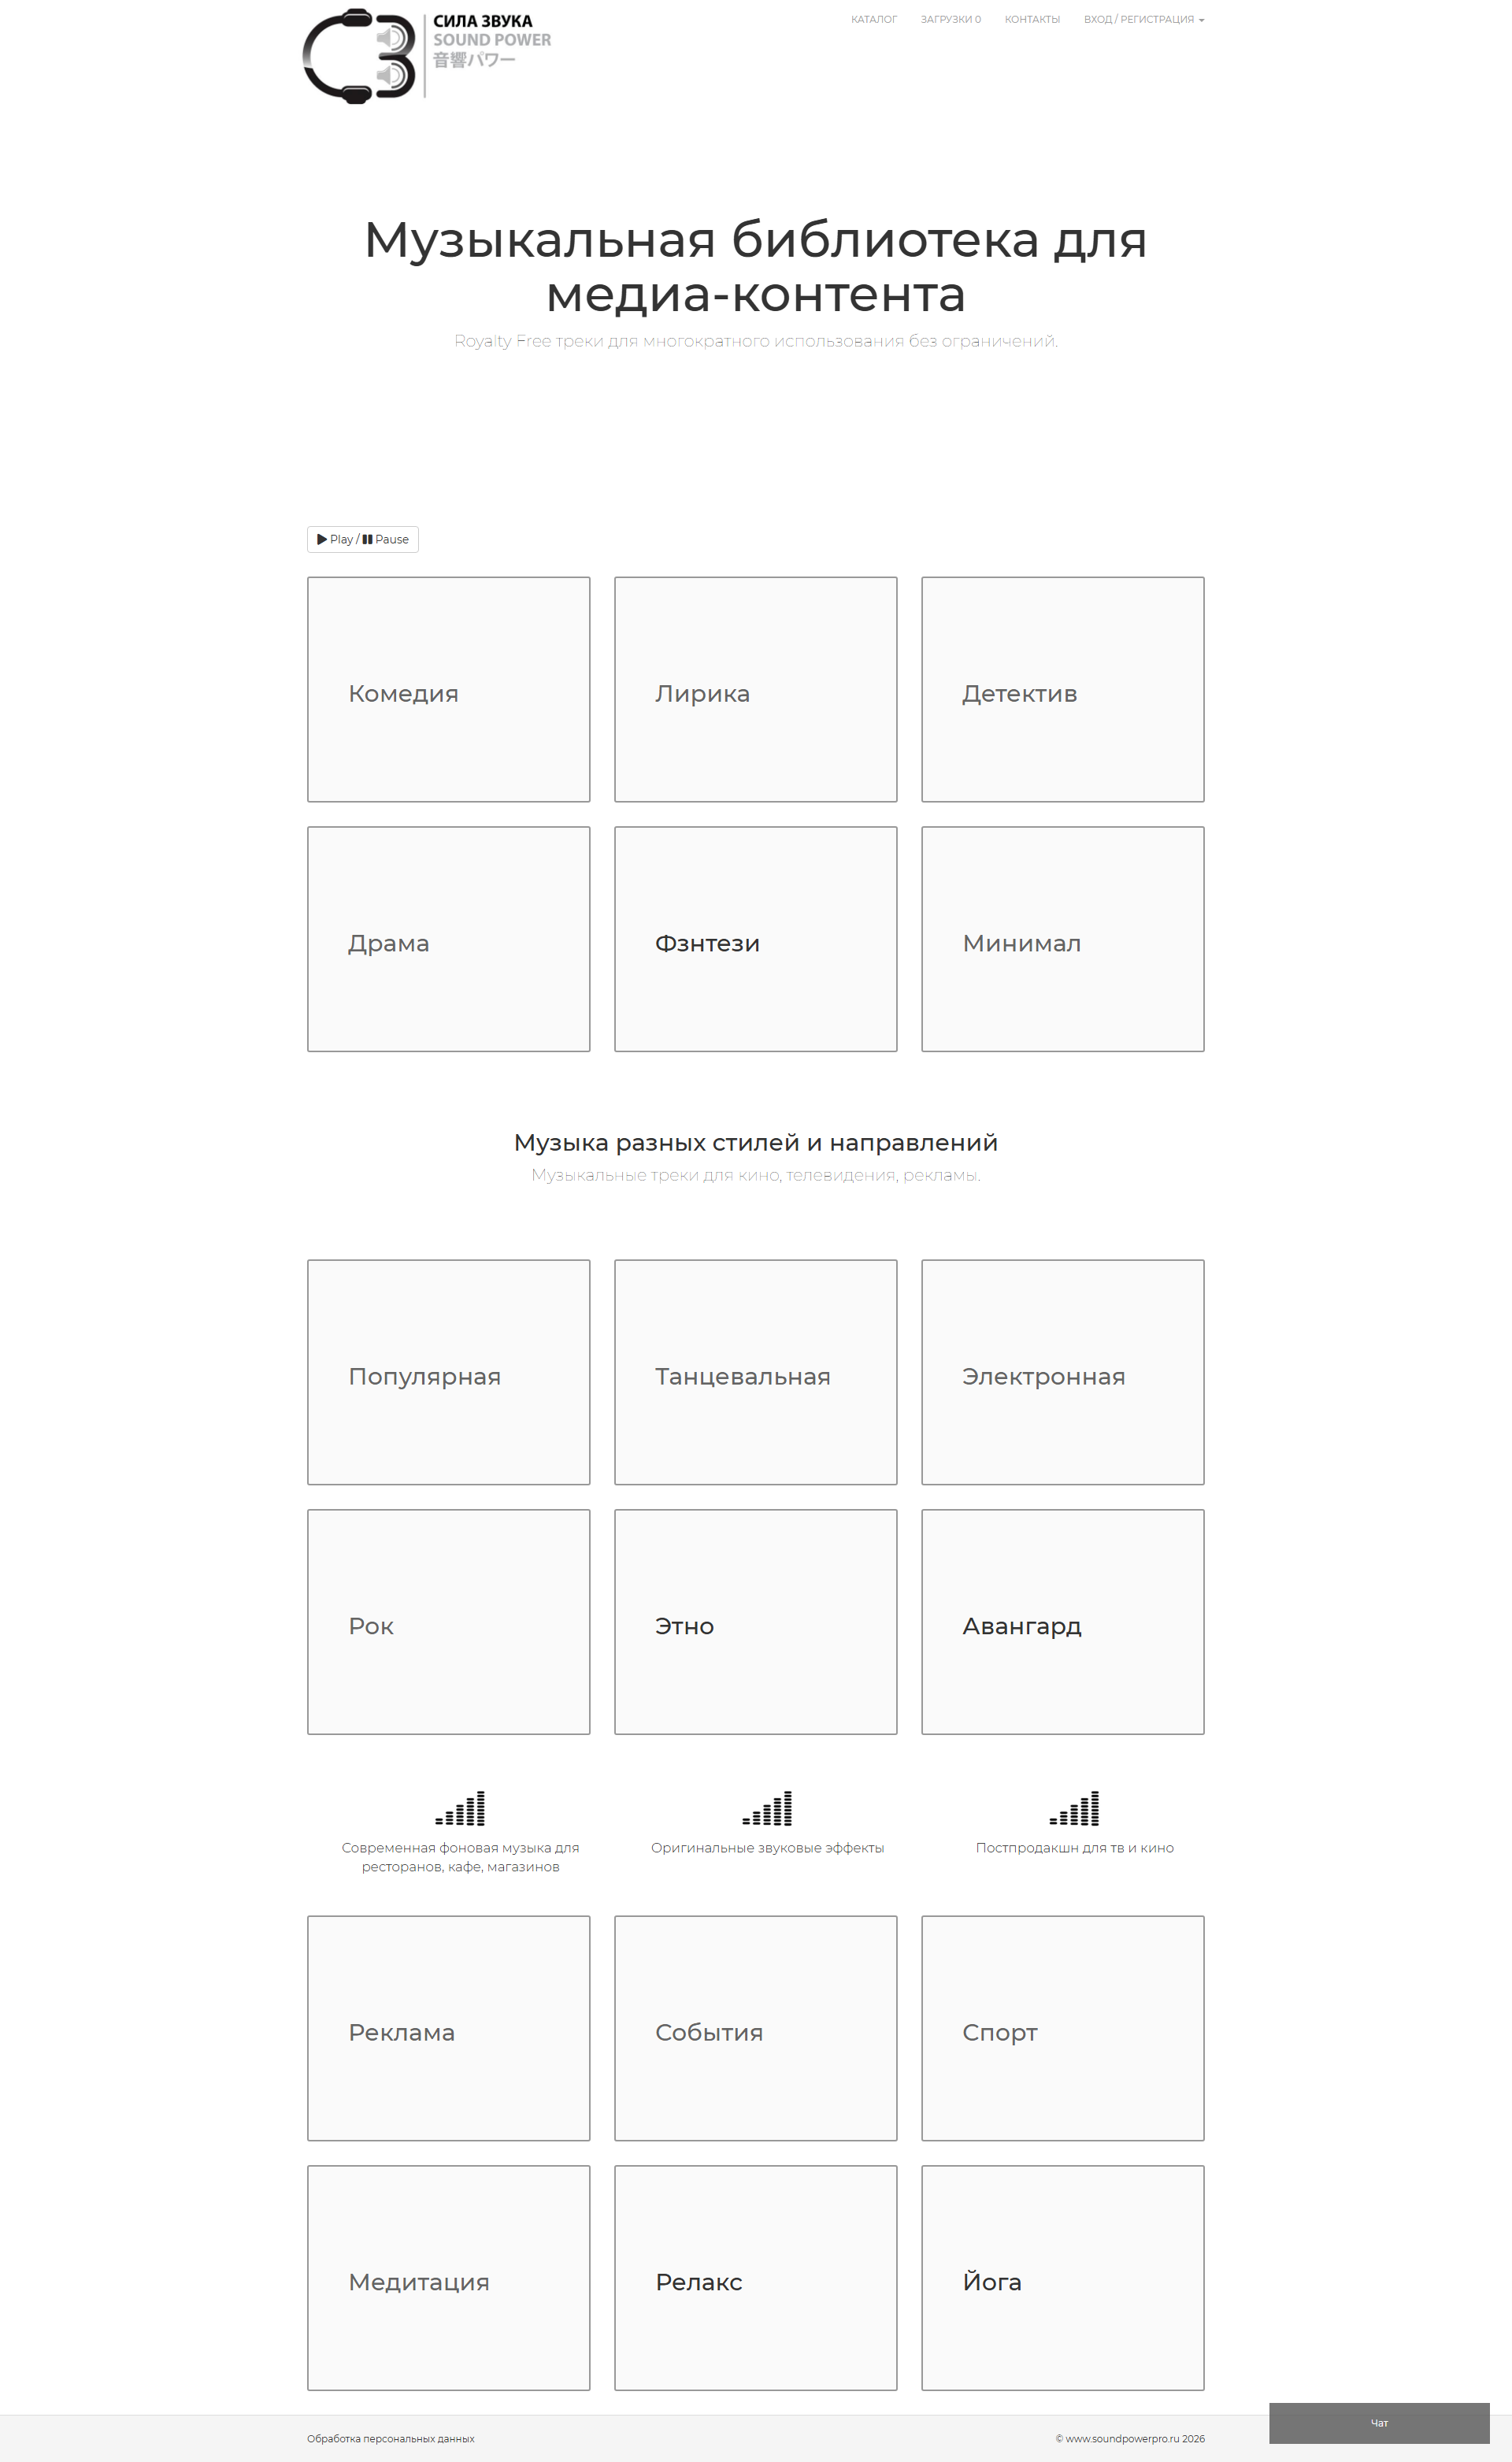 СИЛА ЗВУКА
SOUND POWER
音響パワー
КАТАЛОГ
ЗАГРУЗКИ 0
КОНТАКТЫ
ВХОД / РЕГИСТРАЦИЯ
Музыкальная библиотека для
медиа-контента
Royalty Free треки для многократного использования без ограничений.
Play / Pause
Комедия
Лирика
Детектив
Драма
Фзнтези
Минимал
Музыка разных стилей и направлений
Музыкальные треки для кино, телевидения, рекламы.
Популярная
Танцевальная
Электронная
Рок
Этно
Авангард
Современная фоновая музыка для
ресторанов, кафе, магазинов
Оригинальные звуковые эффекты
Постпродакшн для тв и кино
Реклама
События
Спорт
Медитация
Релакс
Йога
Чат
Обработка персональных данных
© www.soundpowerpro.ru 2026